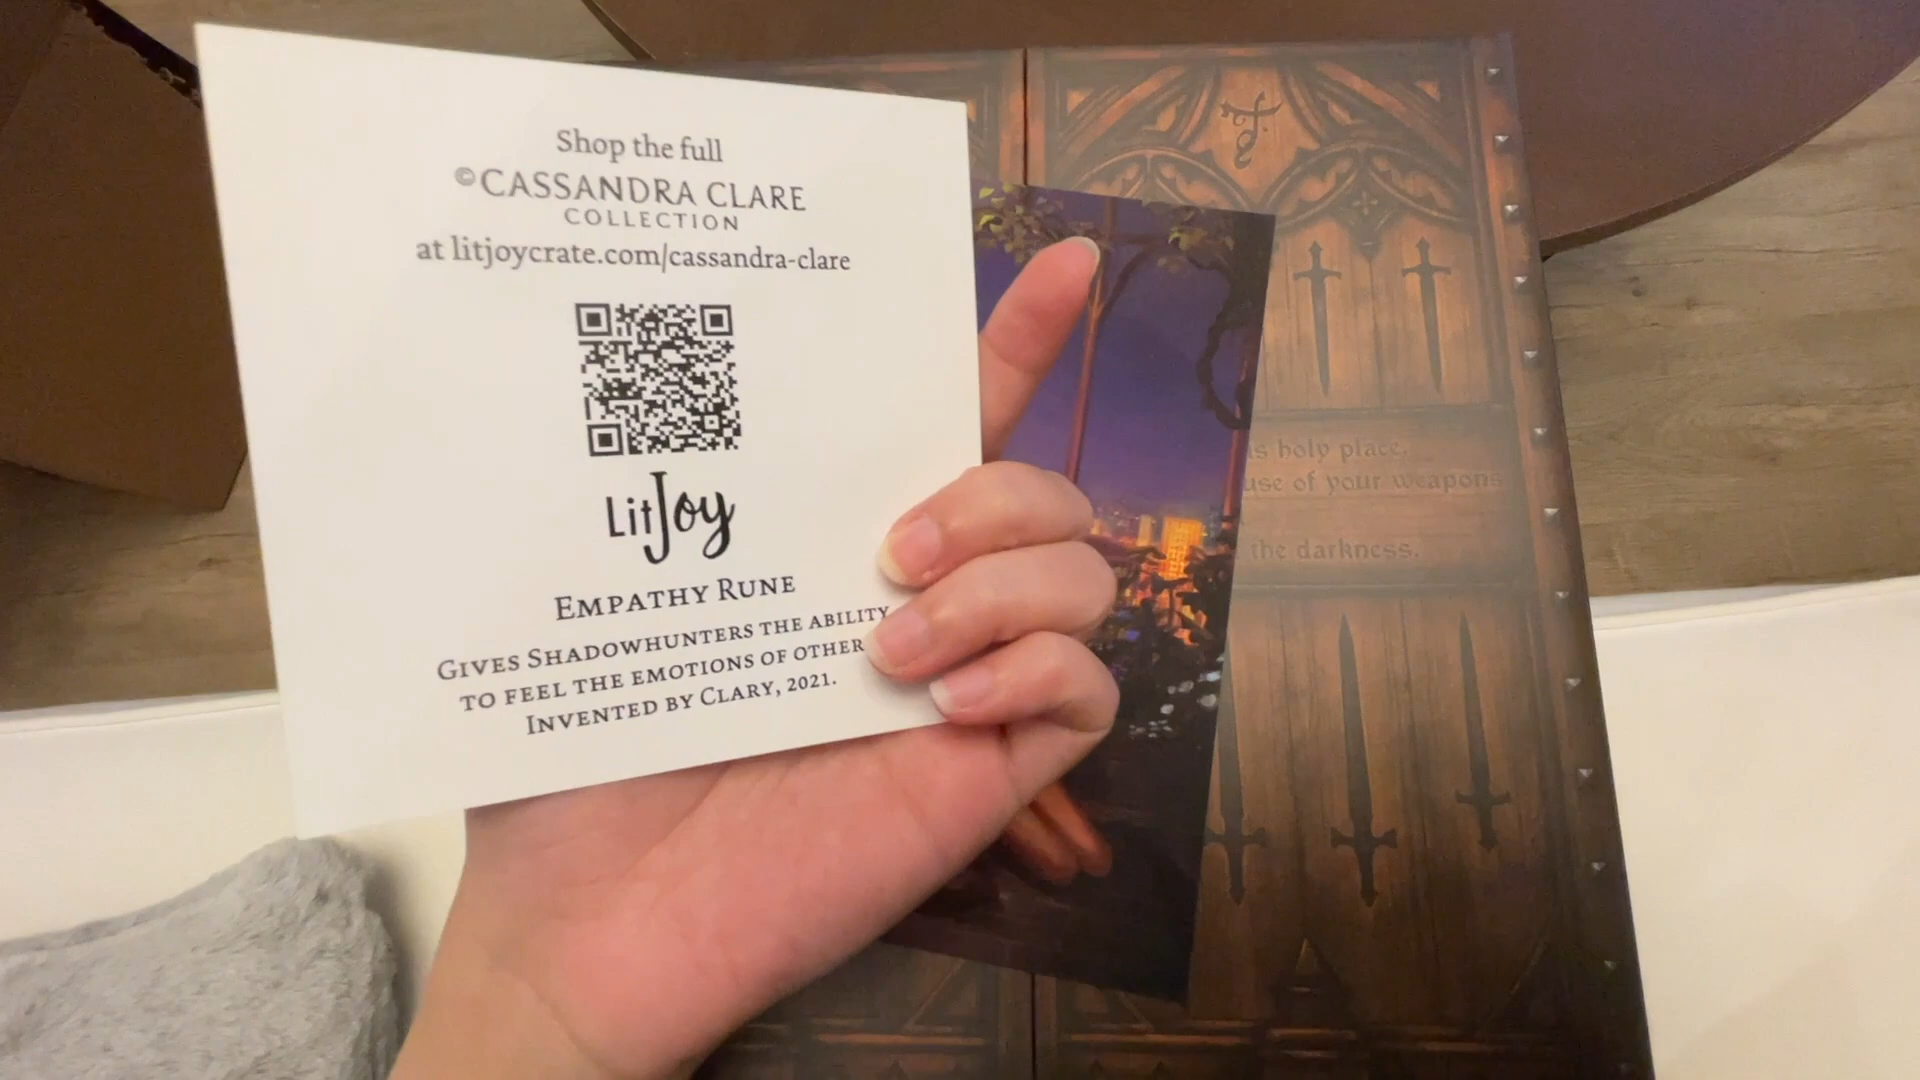 Shop the full
©CASSANDRA CLARE
COLLECTION
at litjoycrate.com/cassandra-clare
LitJoy
EMPATHY RUNE
GIVES SHADOWHUNTERS THE ABILITY
TO FEEL THE EMOTIONS OF OTHER
INVENTED BY CLARY, 2021.
holy place,
use of your weapons
the darkness.